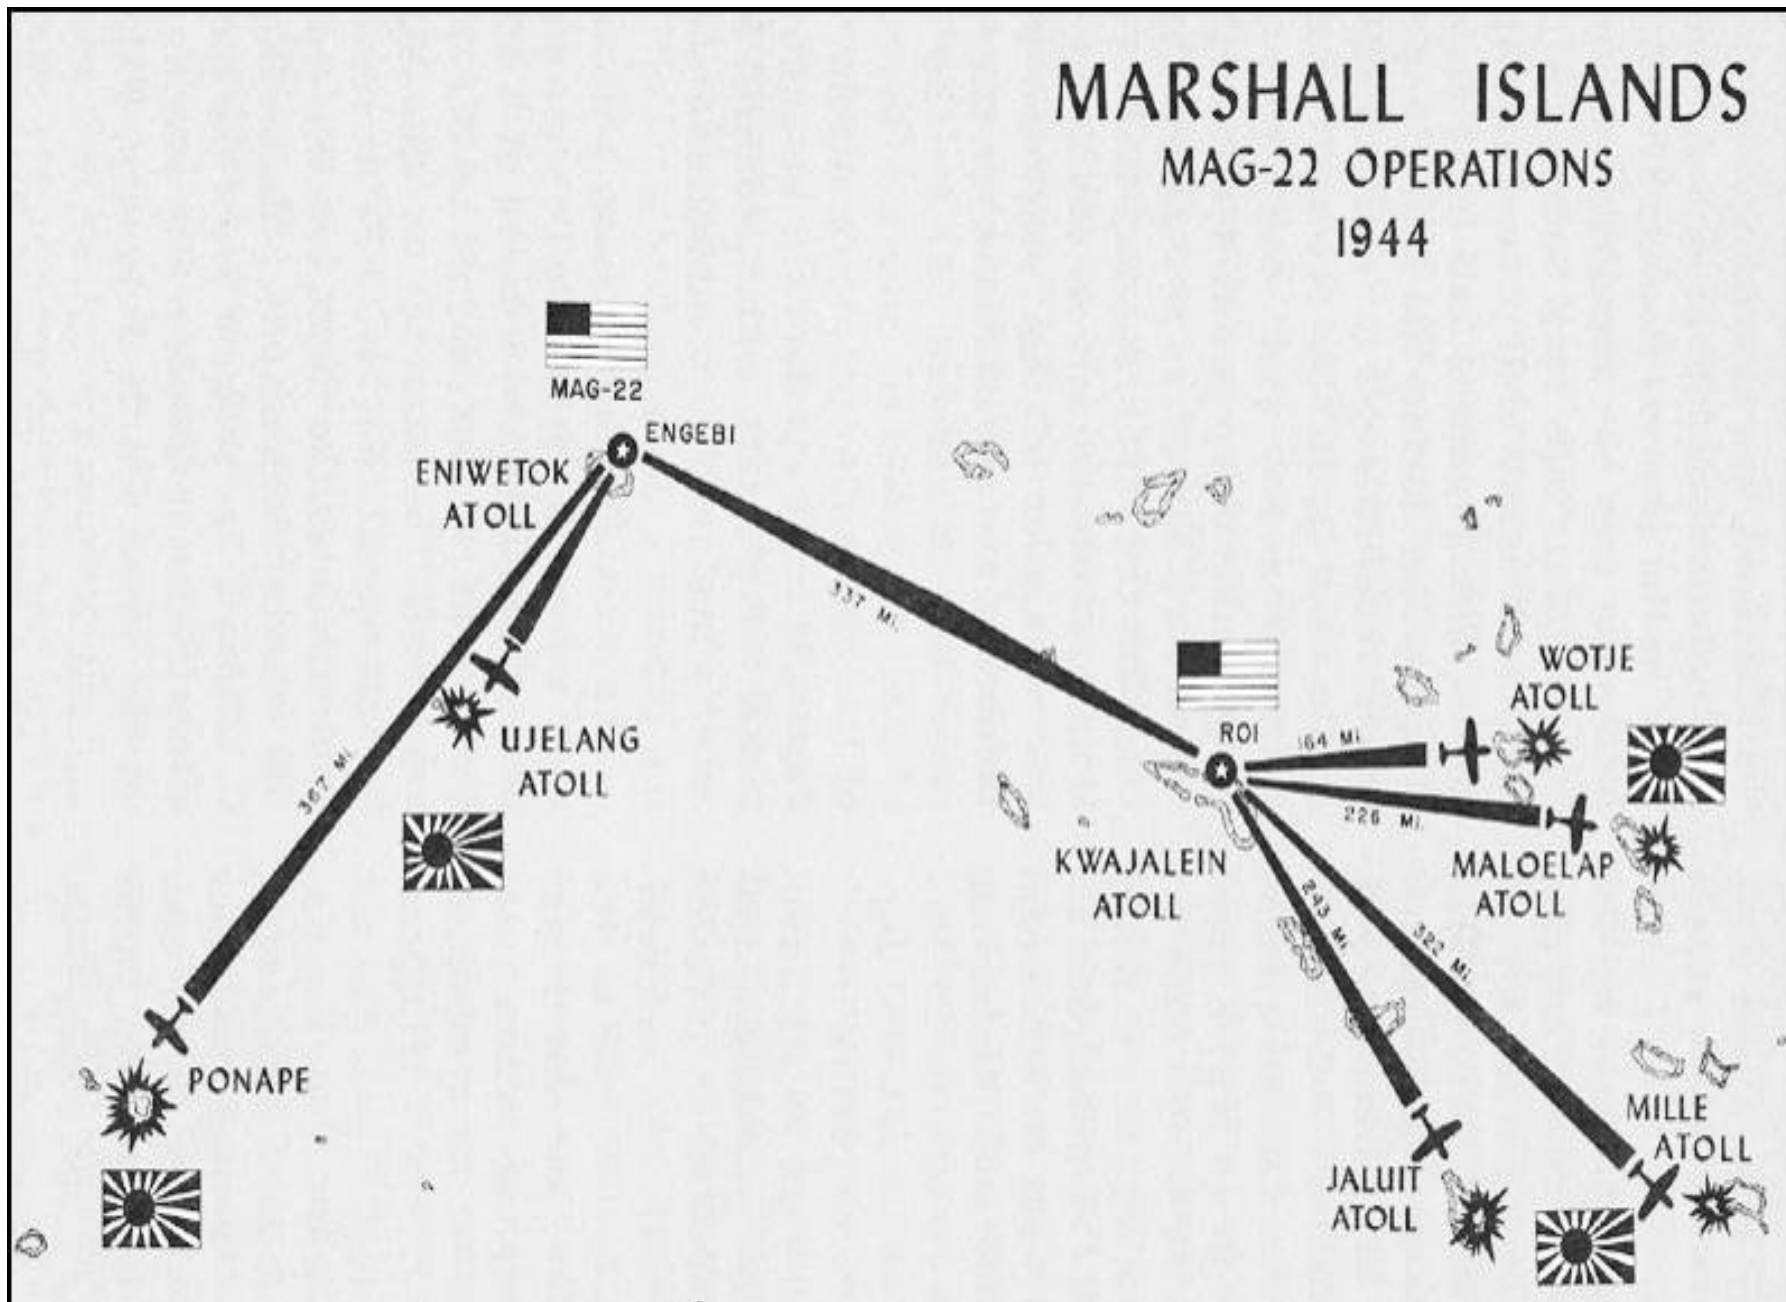 MARSHALL ISLANDS
MAG-22 OPERATIONS
1944
MAG-22
ENGEBI
ENIWETOK
ATOLL
337 MI.
367 MI.
UJELANG
ATOLL
PONAPE
ROI
KWAJALEIN
ATOLL
164 MI.
WOTJE
ATOLL
226 MI.
MALOELAP
ATOLL
243 MI.
322 MI.
JALUIT
ATOLL
MILLE
ATOLL